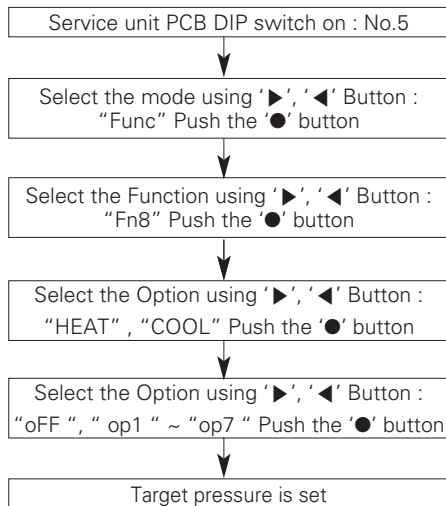 Service unit PCB DIP switch on : No.5
Select the mode using ‘▶’, ‘◀’ Button :
“Func” Push the ‘●’ button
Select the Function using ‘▶’, ‘◀’ Button :
“Fn8” Push the ‘●’ button
Select the Option using ‘▶’, ‘◀’ Button :
“HEAT” , “COOL” Push the ‘●’ button
Select the Option using ‘▶’, ‘◀’ Button :
“oFF “, “ op1 “ ~ “op7 “ Push the ‘●’ button
Target pressure is set